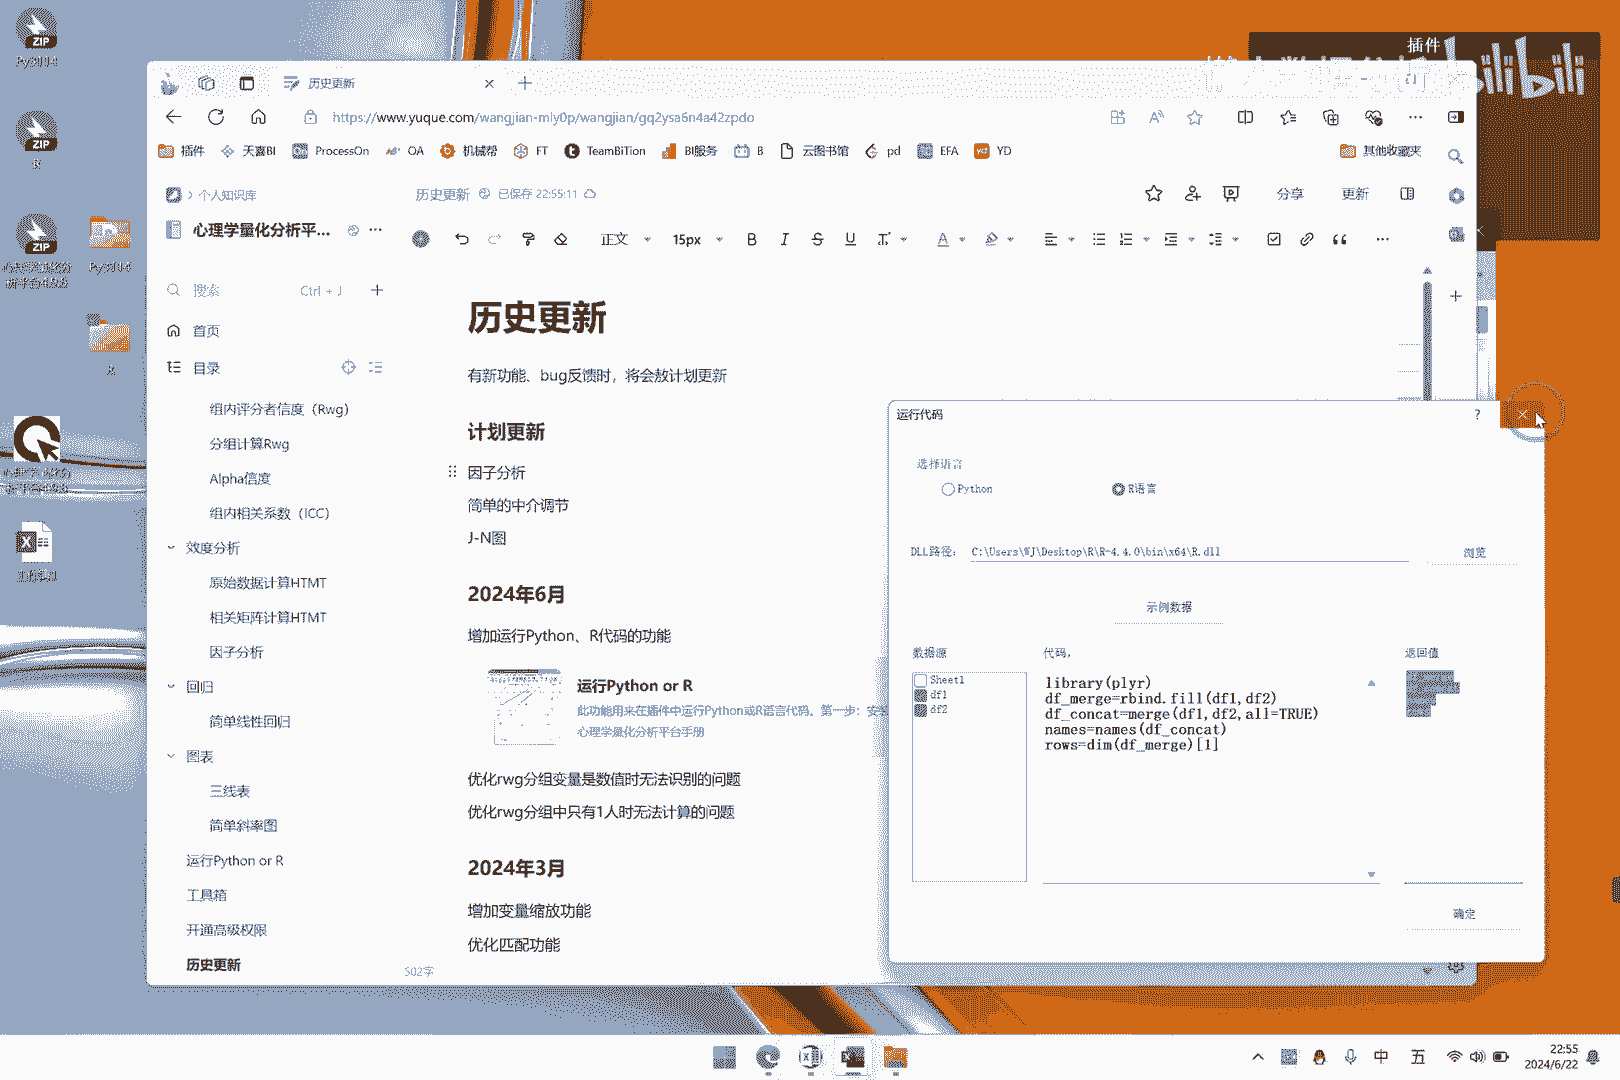 插件
bilibili
ZIP
ZIP
ZIP
历史更新
https://www.yuque.com/wangjian-mly0p/wangjian/gq2ysa6n4a42zpdo
插件
天喜BI
ProcessOn
OA
机械帮
FT
TeamBiTion
BI服务
B
云图书馆
pd
EFA
YD
其他收藏夹
个人知识库
历史更新
已保存 22:55:11
分享
更新
心理学量化分析平...
正文
15px
搜索
Ctrl + J
首页
目录
组内评分者信度（Rwg）
分组计算Rwg
Alpha信度
组内相关系数（ICC）
效度分析
原始数据计算HTMT
相关矩阵计算HTMT
因子分析
回归
简单线性回归
图表
三线表
简单斜率图
运行Python or R
工具箱
开通高级权限
历史更新
历史更新
有新功能、bug反馈时，将会敖计划更新
计划更新
因子分析
简单的中介调节
J-N图
2024年6月
增加运行Python、R代码的功能
运行Python or R
此功能用来在插件中运行Python或R语言代码。第一步：安装
心理学量化分析平台手册
优化rwg分组变量是数值时无法识别的问题
优化rwg分组中只有1人时无法计算的问题
2024年3月
增加变量缩放功能
优化匹配功能
502字
运行代码
选择语言
Python
R语言
DLL路径：
C:\Users\WJ\Desktop\R\R-4.4.0\bin\x64\R.dll
浏览
示例数据
数据源
Sheet1
df1
df2
代码，
library(plyr)
df_merge=rbind.fill(df1,df2)
df_concat=merge(df1,df2,all=TRUE)
names=names(df_concat)
rows=dim(df_merge)[1]
返回值
确定
中
五
22:55
2024/6/22